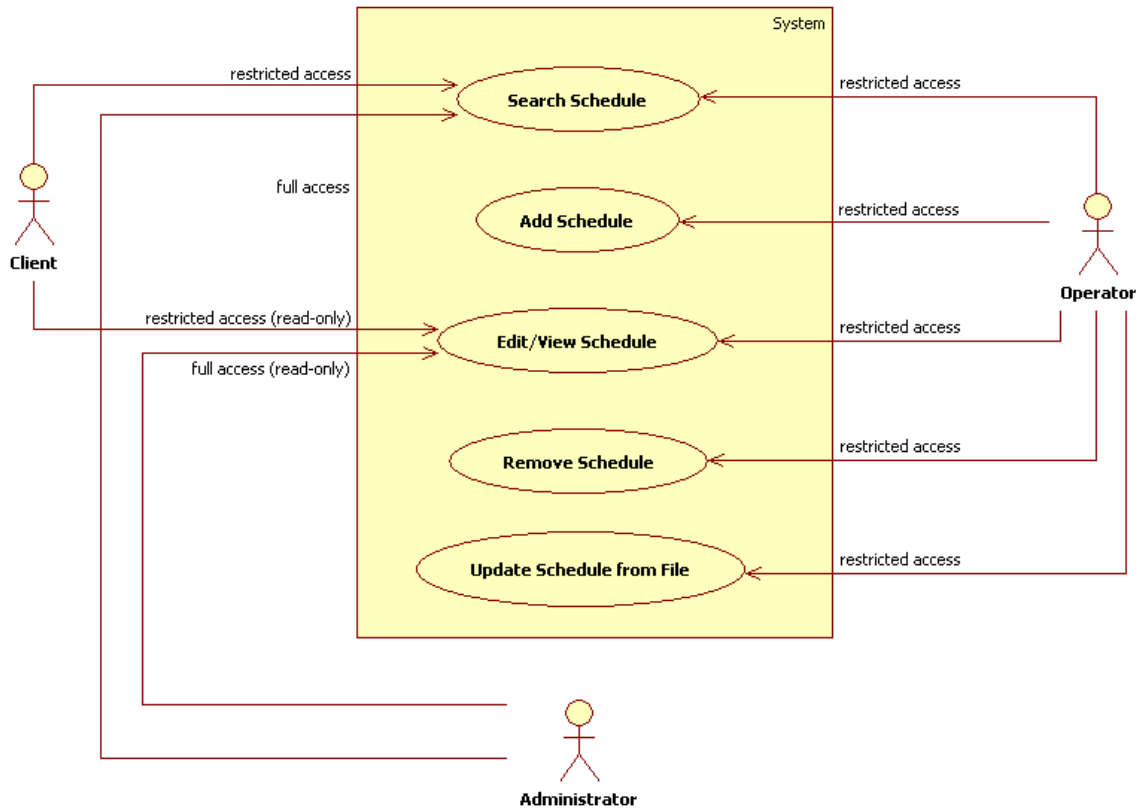 System
restricted access
restricted access
Search Schedule
full access
restricted access
Add Schedule
Client
Operator
restricted access (read-only)
restricted access
Edit/View Schedule
full access (read-only)
restricted access
Remove Schedule
restricted access
Update Schedule from File
Administrator